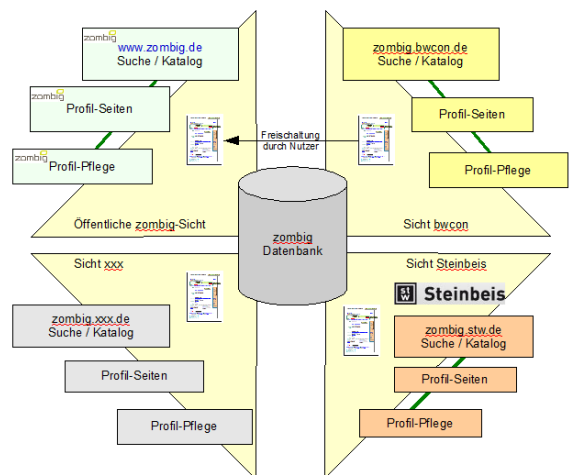 zombig
www.zombig.de
Suche / Katalog
zombig
Profil-Seiten
zombig
Profil-Pflege
Öffentliche zombig-Sicht
zombig.bwcon.de
Suche / Katalog
Profil-Seiten
Profil-Pflege
Sicht bwcon
Freischaltung
durch Nutzer
zombig
Datenbank
Sicht xxx
zombig.xxx.de
Suche / Katalog
Profil-Seiten
Profil-Pflege
Sicht Steinbeis
Steinbeis
zombig.stw.de
Suche / Katalog
Profil-Seiten
Profil-Pflege